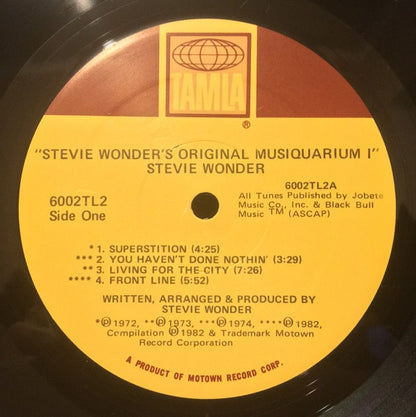 TAMLA
®
"STEVIE WONDER'S ORIGINAL MUSIQUARIUM I"
STEVIE WONDER
6002TL2
Side One
6002TL2A
All Tunes Published by Jobete
Music Co., Inc. & Black Bull
Music TM (ASCAP)
* 1. SUPERSTITION (4:25)
*** 2. YOU HAVEN'T DONE NOTHIN' (3:29)
** 3. LIVING FOR THE CITY (7:26)
**** 4. FRONT LINE (5:52)
WRITTEN, ARRANGED & PRODUCED BY
STEVIE WONDER
*℗ 1972, **℗ 1973, ***℗ 1974, ****℗ 1982,
Compilation ℗ 1982 & Trademark Motown
Record Corporation
A PRODUCT OF MOTOWN RECORD CORP.